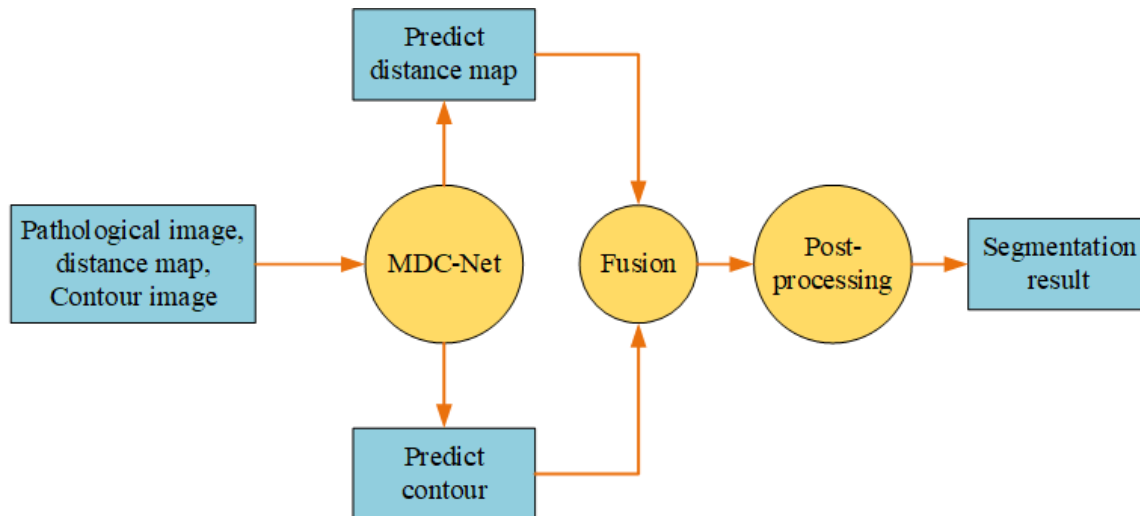 Predict
distance map
Pathological image,
distance map,
Contour image
MDC-Net
Fusion
Post-
processing
Segmentation
result
Predict
contour